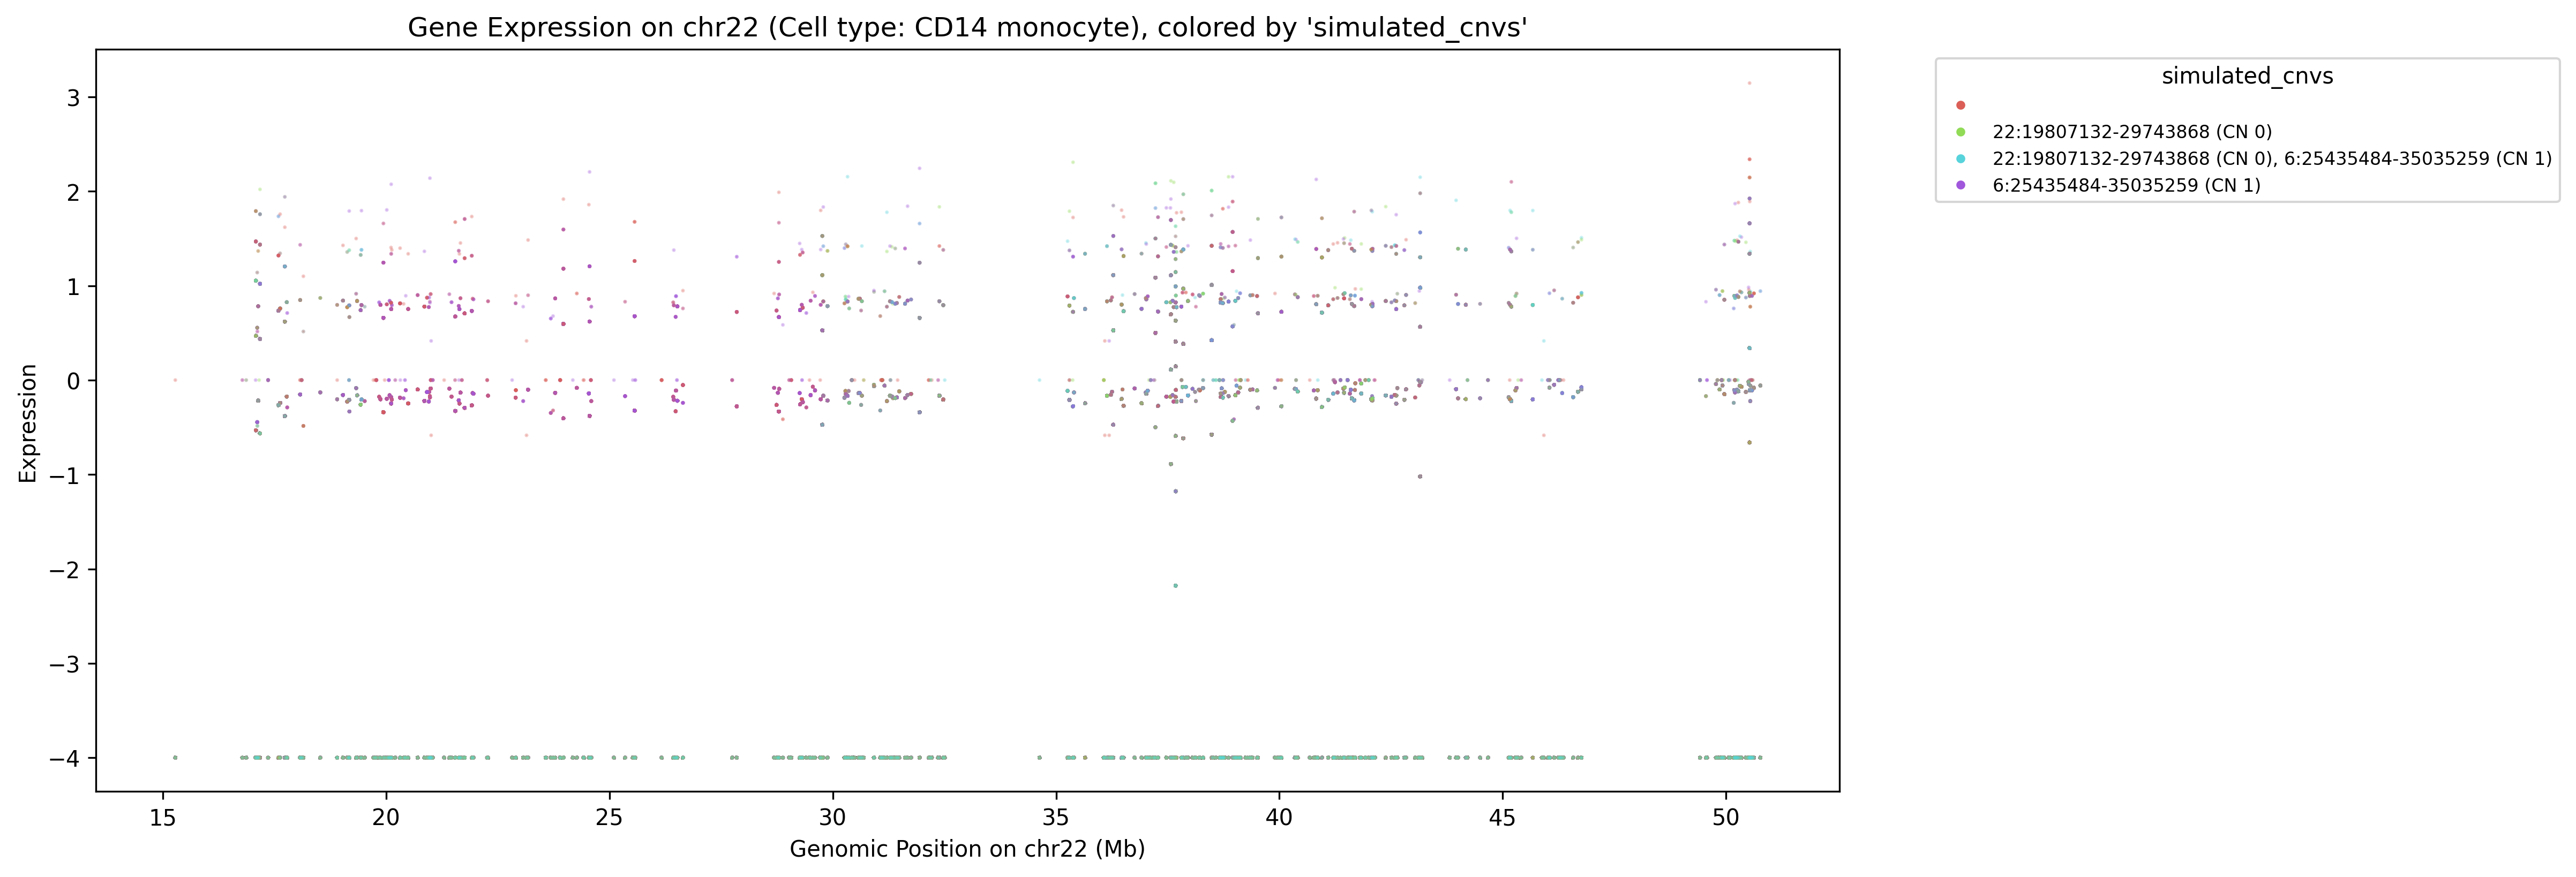 Gene Expression on chr22 (Cell type: CD14 monocyte), colored by 'simulated_cnvs'
simulated_cnvs
22:19807132-29743868 (CN 0)
22:19807132-29743868 (CN 0), 6:25435484-35035259 (CN 1)
6:25435484-35035259 (CN 1)
Expression
3
2
1
0
−1
−2
−3
−4
15
20
25
30
35
40
45
50
Genomic Position on chr22 (Mb)